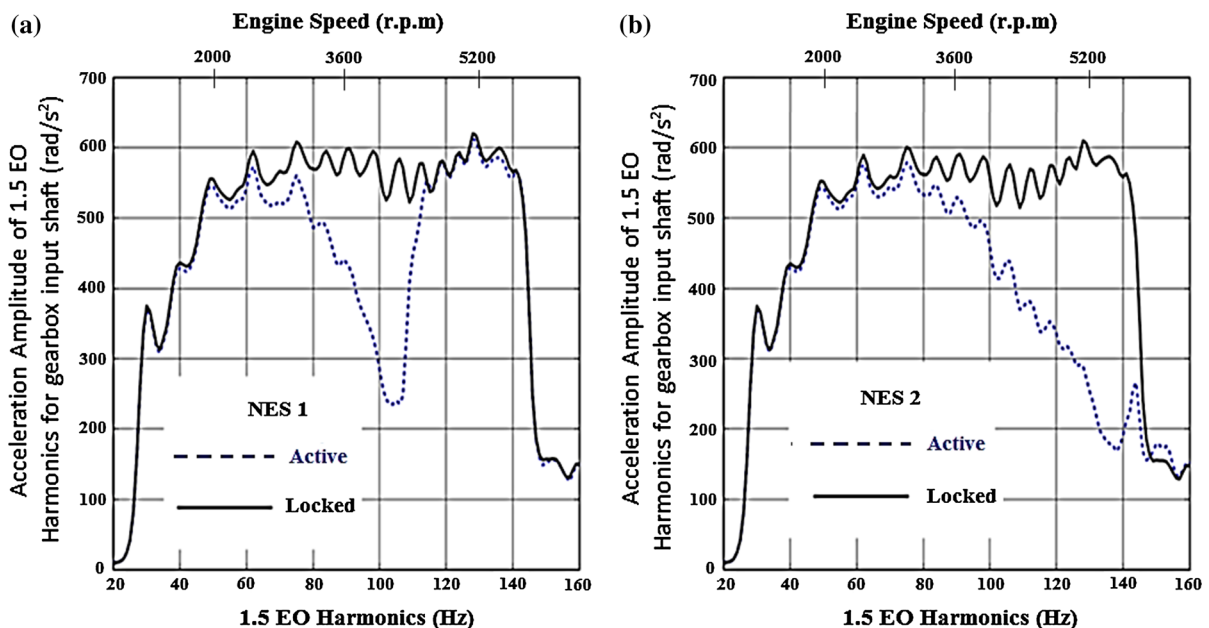 (a)
Engine Speed (r.p.m)
2000 3600 5200
Acceleration Amplitude of 1.5 EO
Harmonics for gearbox input shaft (rad/s²)
700
600
500
400
300
200
100
0
NES 1
Active
Locked
20 40 60 80 100 120 140 160
1.5 EO Harmonics (Hz)
(b)
Engine Speed (r.p.m)
2000 3600 5200
Acceleration Amplitude of 1.5 EO
Harmonics for gearbox input shaft (rad/s²)
700
600
500
400
300
200
100
0
NES 2
Active
Locked
20 40 60 80 100 120 140 160
1.5 EO Harmonics (Hz)